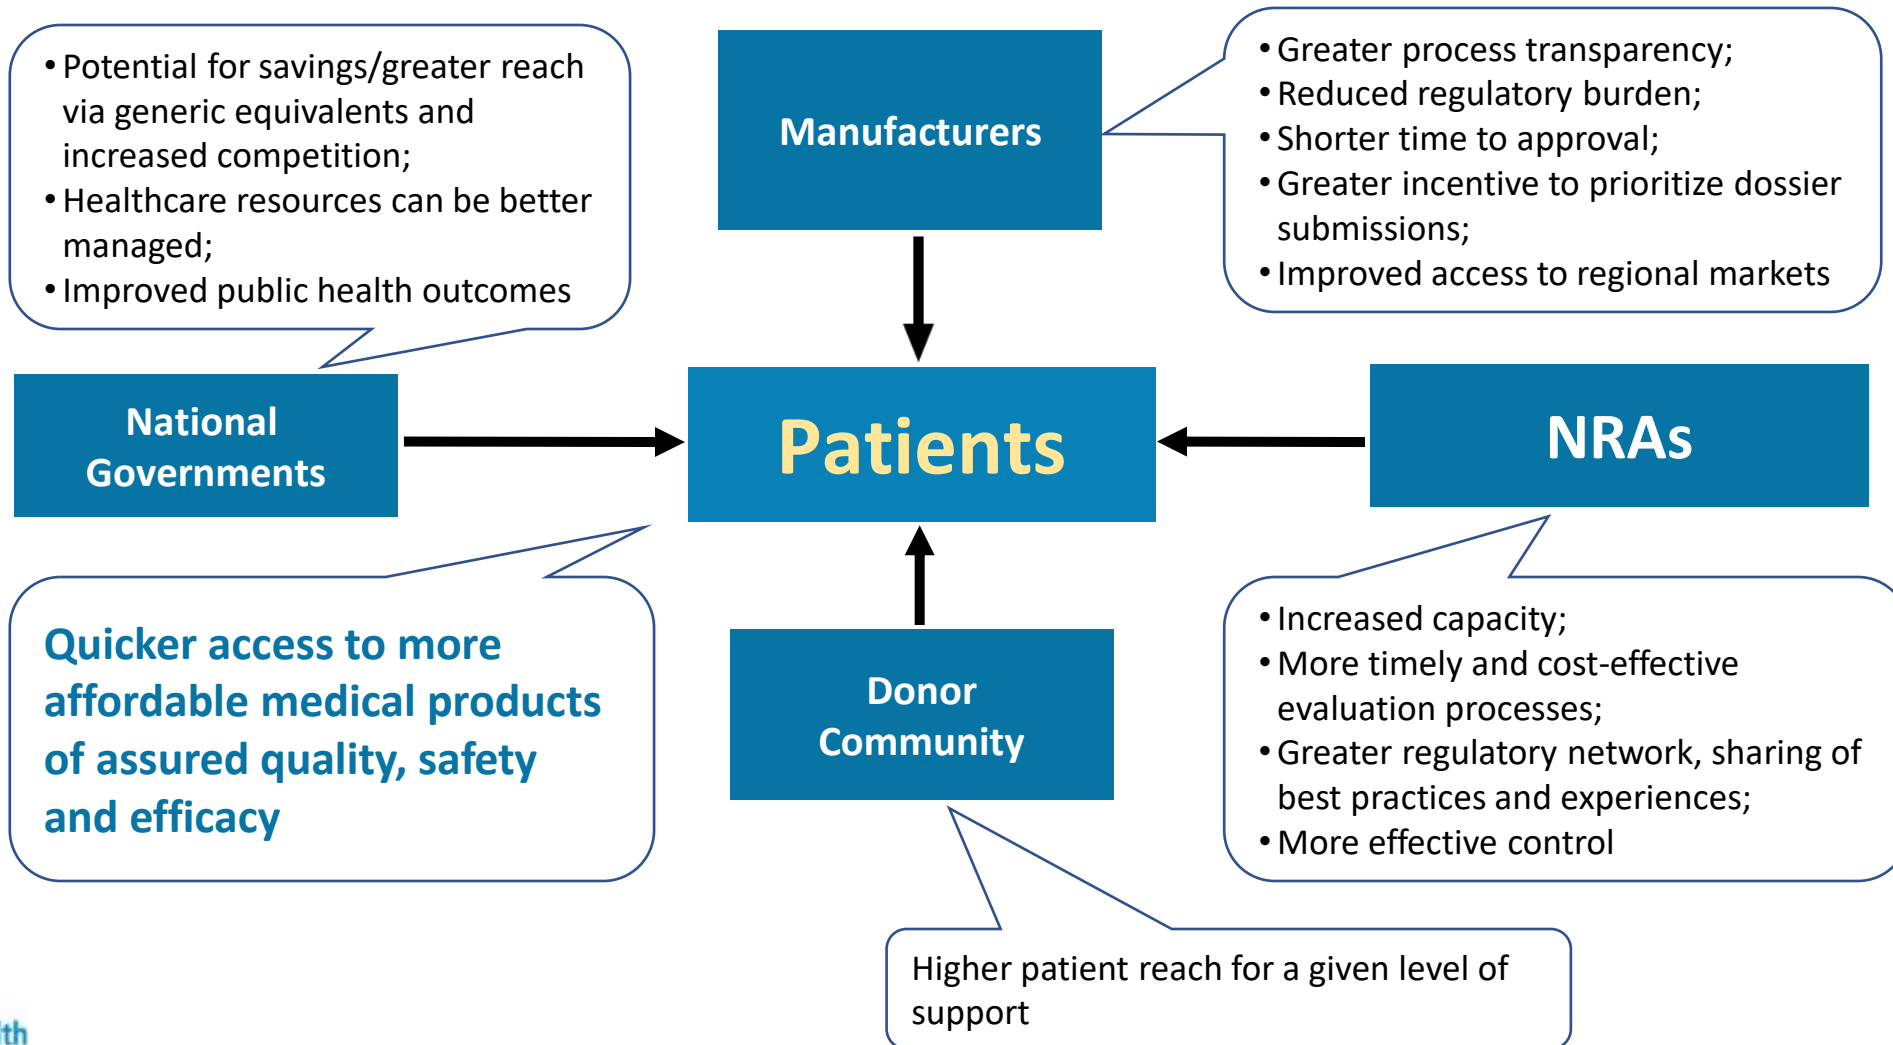 • Potential for savings/greater reach
via generic equivalents and
increased competition;
• Healthcare resources can be better
managed;
• Improved public health outcomes
Manufacturers
• Greater process transparency;
• Reduced regulatory burden;
• Shorter time to approval;
• Greater incentive to prioritize dossier
submissions;
• Improved access to regional markets
National
Governments
Patients
NRAs
Quicker access to more
affordable medical products
of assured quality, safety
and efficacy
Donor
Community
• Increased capacity;
• More timely and cost-effective
evaluation processes;
• Greater regulatory network, sharing of
best practices and experiences;
• More effective control
Higher patient reach for a given level of
support